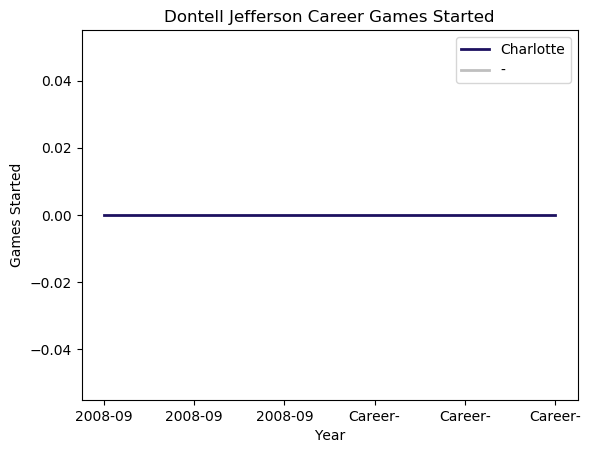 Dontell Jefferson Career Games Started
Charlotte
-
0.04
0.02
0.00
−0.02
−0.04
Games Started
2008-09 2008-09 2008-09 Career- Career- Career-
Year